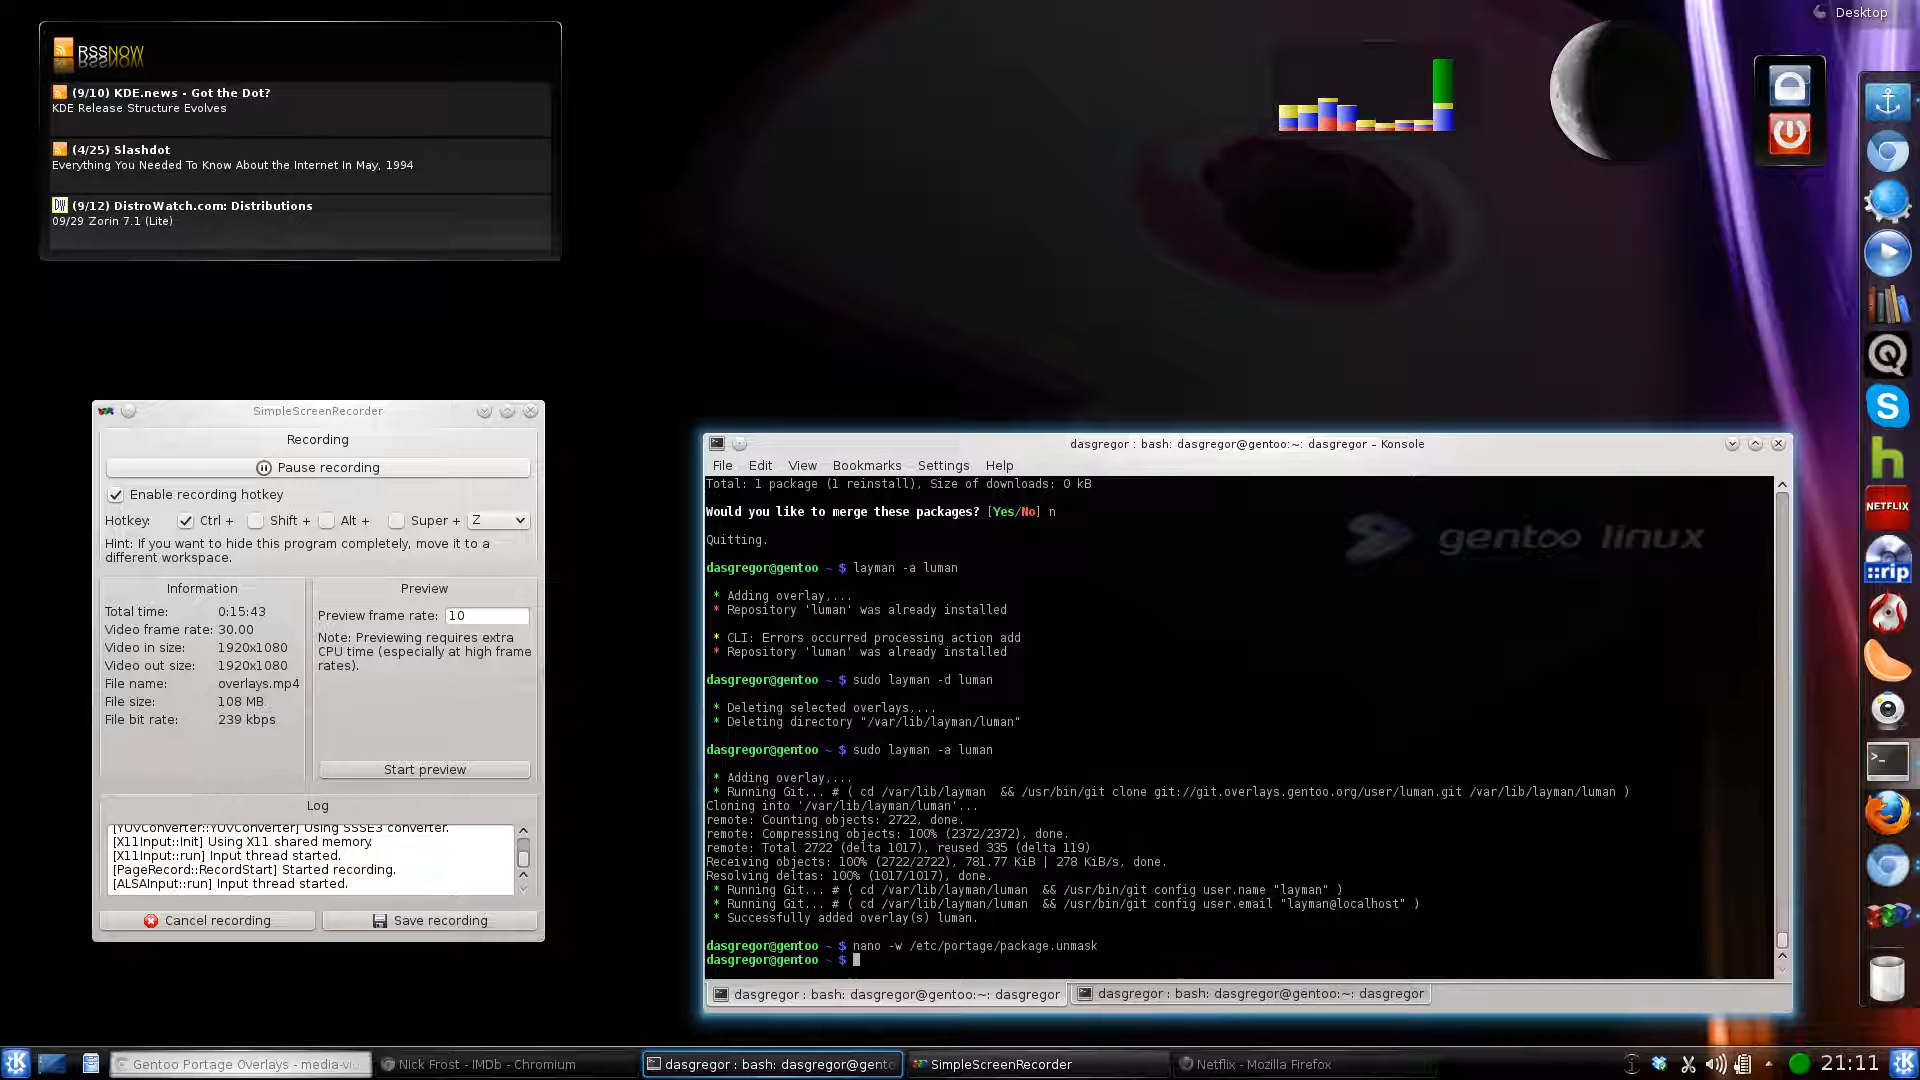 Desktop
RSSNOW
(9/10) KDE.news - Got the Dot?
KDE Release Structure Evolves
(4/25) Slashdot
Everything You Needed To Know About the Internet In May, 1994
(9/12) DistroWatch.com: Distributions
09/29 Zorin 7.1 (Lite)
SimpleScreenRecorder
Recording
Pause recording
Enable recording hotkey
Hotkey: Ctrl + Shift + Alt + Super + Z
Hint: If you want to hide this program completely, move it to a
different workspace.
Information
Total time: 0:15:43
Video frame rate: 30.00
Video in size: 1920x1080
Video out size: 1920x1080
File name: overlays.mp4
File size: 108 MB
File bit rate: 239 kbps
Preview
Preview frame rate: 10
Note: Previewing requires extra
CPU time (especially at high frame
rates).
Start preview
Log
[YUVConverter::YUVConverter] Using SSSE3 converter.
[X11Input::Init] Using X11 shared memory.
[X11Input::run] Input thread started.
[PageRecord::RecordStart] Started recording.
[ALSAInput::run] Input thread started.
Cancel recording
Save recording
dasgregor : bash: dasgregor@gentoo:~: dasgregor – Konsole
File Edit View Bookmarks Settings Help
Total: 1 package (1 reinstall), Size of downloads: 0 kB
Would you like to merge these packages? [Yes/No] n
Quitting.
gentoo linux
dasgregor@gentoo ~ $ layman -a luman
* Adding overlay,...
* Repository 'luman' was already installed
* CLI: Errors occurred processing action add
* Repository 'luman' was already installed
dasgregor@gentoo ~ $ sudo layman -d luman
* Deleting selected overlays,...
* Deleting directory "/var/lib/layman/luman"
dasgregor@gentoo ~ $ sudo layman -a luman
* Adding overlay,...
* Running Git... # ( cd /var/lib/layman && /usr/bin/git clone git://git.overlays.gentoo.org/user/luman.git /var/lib/layman/luman )
Cloning into '/var/lib/layman/luman'...
remote: Counting objects: 2722, done.
remote: Compressing objects: 100% (2372/2372), done.
remote: Total 2722 (delta 1017), reused 335 (delta 119)
Receiving objects: 100% (2722/2722), 781.77 KiB | 278 KiB/s, done.
Resolving deltas: 100% (1017/1017), done.
* Running Git... # ( cd /var/lib/layman/luman && /usr/bin/git config user.name "layman" )
* Running Git... # ( cd /var/lib/layman/luman && /usr/bin/git config user.email "layman@localhost" )
* Successfully added overlay(s) luman.
dasgregor@gentoo ~ $ nano -w /etc/portage/package.unmask
dasgregor@gentoo ~ $
dasgregor : bash: dasgregor@gentoo:~: dasgregor
dasgregor : bash: dasgregor@gentoo:~: dasgregor
NETFLIX
::rip
Gentoo Portage Overlays - media-vi
Nick Frost - IMDb - Chromium
dasgregor : bash: dasgregor@gento
SimpleScreenRecorder
Netflix - Mozilla Firefox
21:11